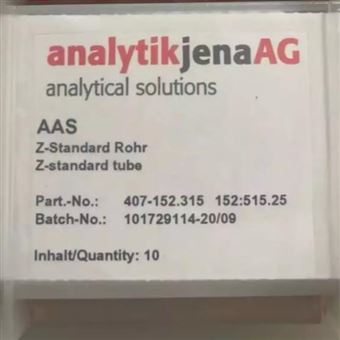 analytikjenaAG
analytical solutions
AAS
Z-Standard Rohr
Z-standard tube
Part.-No.: 407-152.315 152:515.25
Batch-No.: 101729114-20/09
Inhalt/Quantity: 10